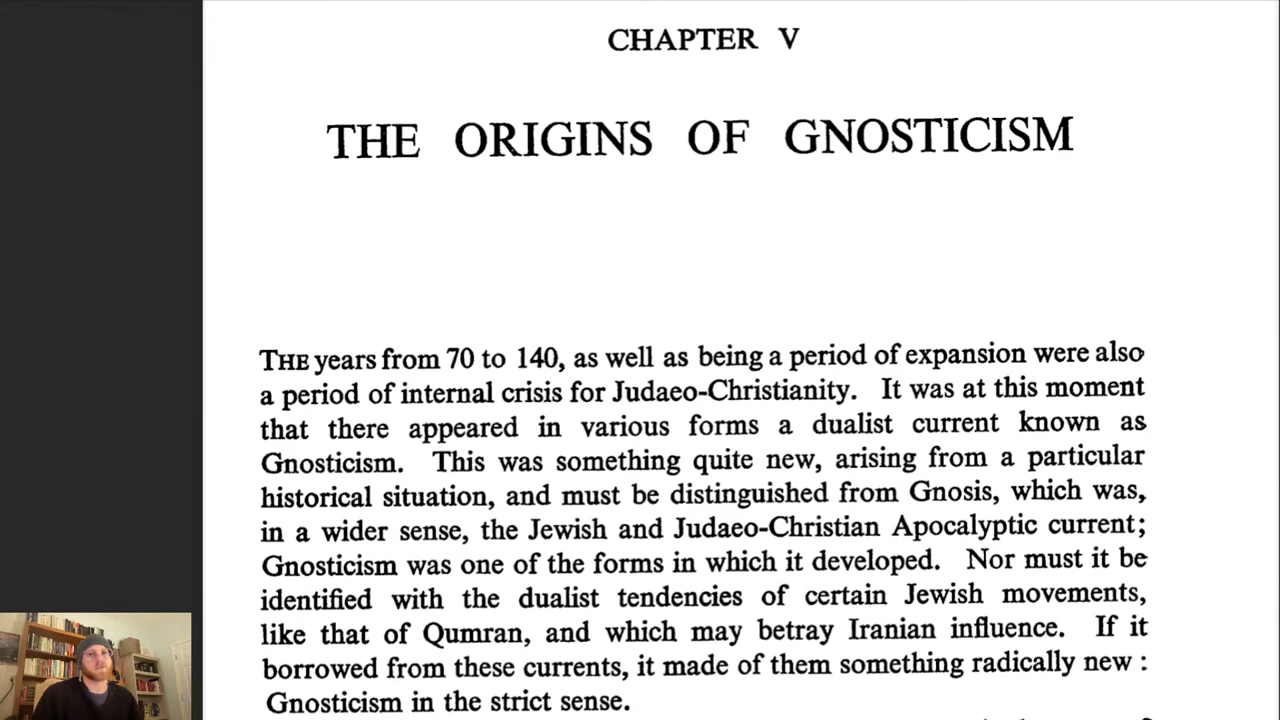 CHAPTER V
THE ORIGINS OF GNOSTICISM
THE years from 70 to 140, as well as being a period of expansion were also
a period of internal crisis for Judaeo-Christianity. It was at this moment
that there appeared in various forms a dualist current known as
Gnosticism. This was something quite new, arising from a particular
historical situation, and must be distinguished from Gnosis, which was,
in a wider sense, the Jewish and Judaeo-Christian Apocalyptic current;
Gnosticism was one of the forms in which it developed. Nor must it be
identified with the dualist tendencies of certain Jewish movements,
like that of Qumran, and which may betray Iranian influence. If it
borrowed from these currents, it made of them something radically new :
Gnosticism in the strict sense.